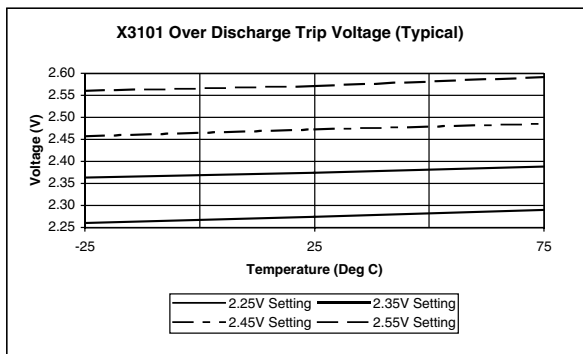 X3101 Over Discharge Trip Voltage (Typical)
2.60
2.55
2.50
2.45
2.40
2.35
2.30
2.25
Voltage (V)
-25 25 75
Temperature (Deg C)
2.25V Setting 2.35V Setting
2.45V Setting 2.55V Setting